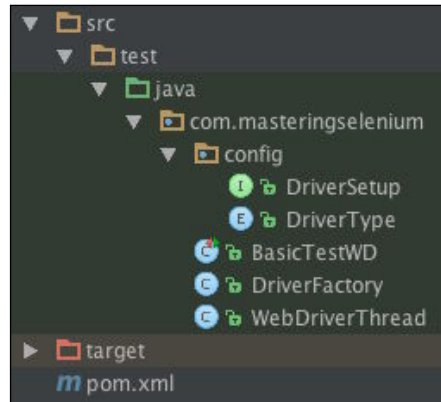 src
test
java
com.masteringselenium
config
I DriverSetup
E DriverType
C BasicTestWD
C DriverFactory
C WebDriverThread
target
m pom.xml